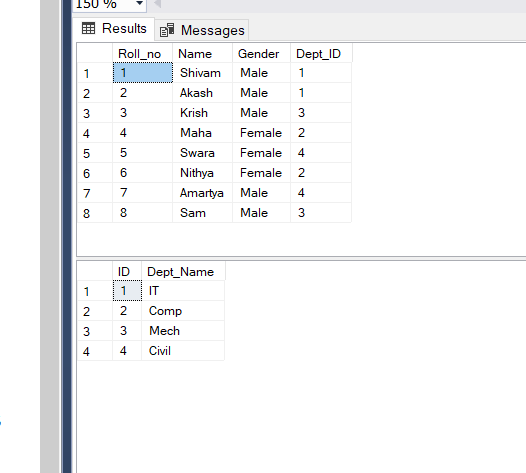 150 %
Results Messages
Roll_no Name Gender Dept_ID
1 1 Shivam Male 1
2 2 Akash Male 1
3 3 Krish Male 3
4 4 Maha Female 2
5 5 Swara Female 4
6 6 Nithya Female 2
7 7 Amartya Male 4
8 8 Sam Male 3
ID Dept_Name
1 1 IT
2 2 Comp
3 3 Mech
4 4 Civil